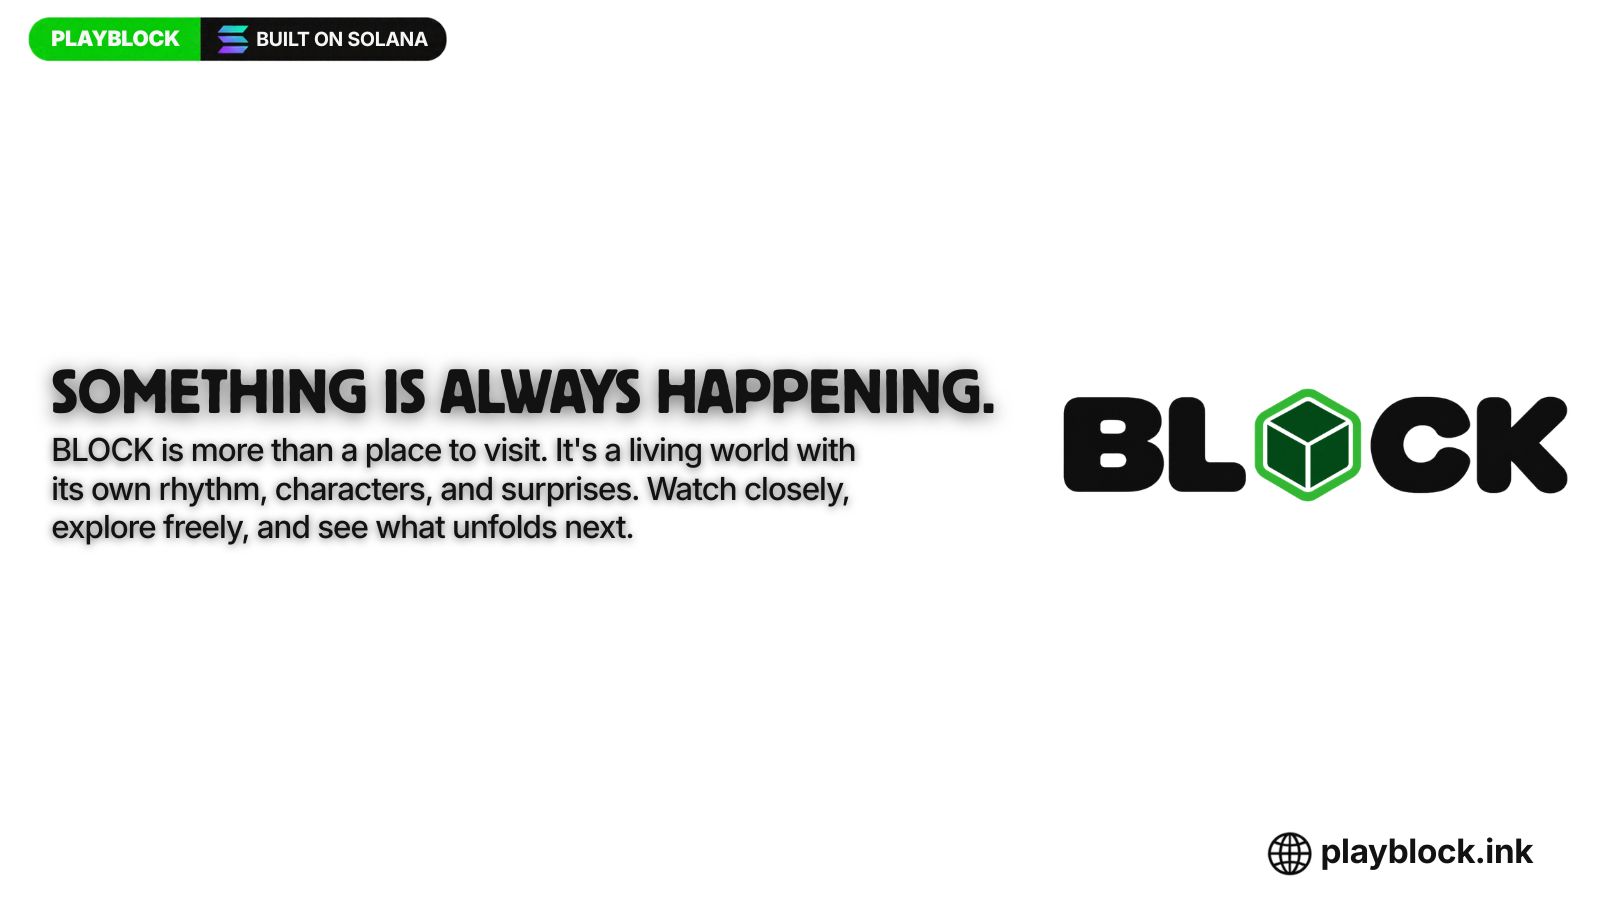 PLAYBLOCK BUILT ON SOLANA
SOMETHING IS ALWAYS HAPPENING.
BLOCK is more than a place to visit. It's a living world with
its own rhythm, characters, and surprises. Watch closely,
explore freely, and see what unfolds next.
BLOCK
playblock.ink